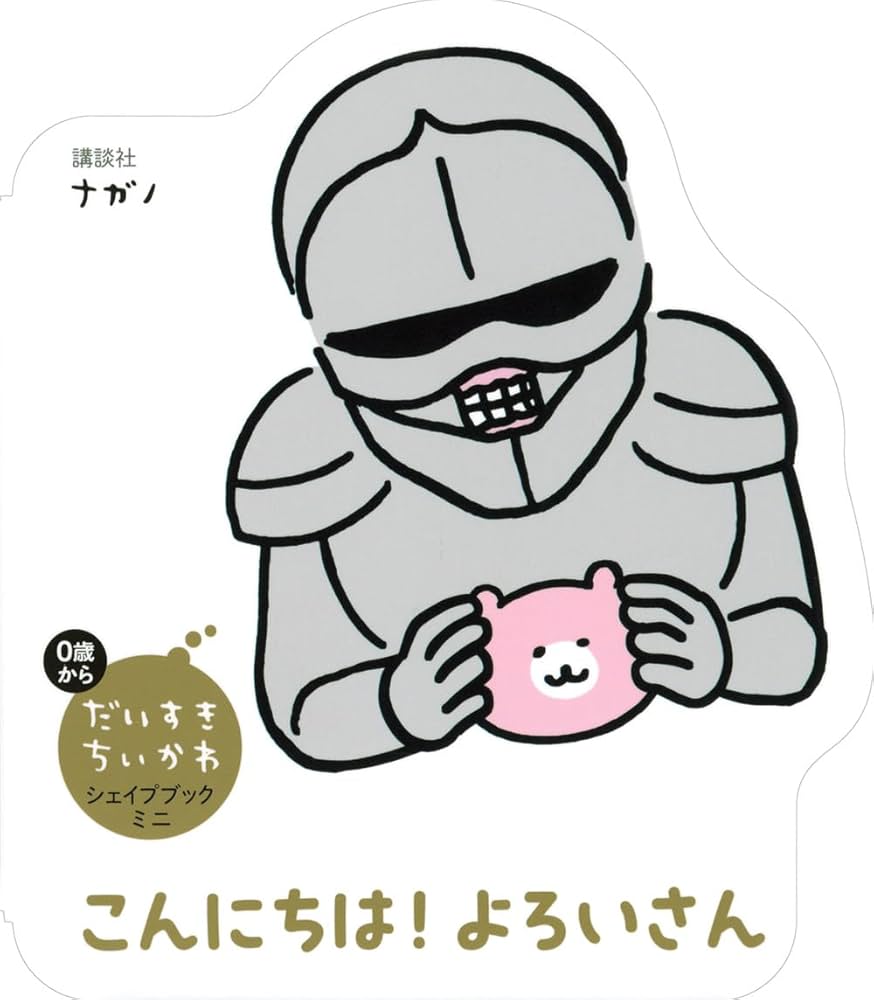 講談社
ナガノ
0歳
から
だいすき
ちいかわ
シェイプブック
ミニ
こんにちは！よろいさん